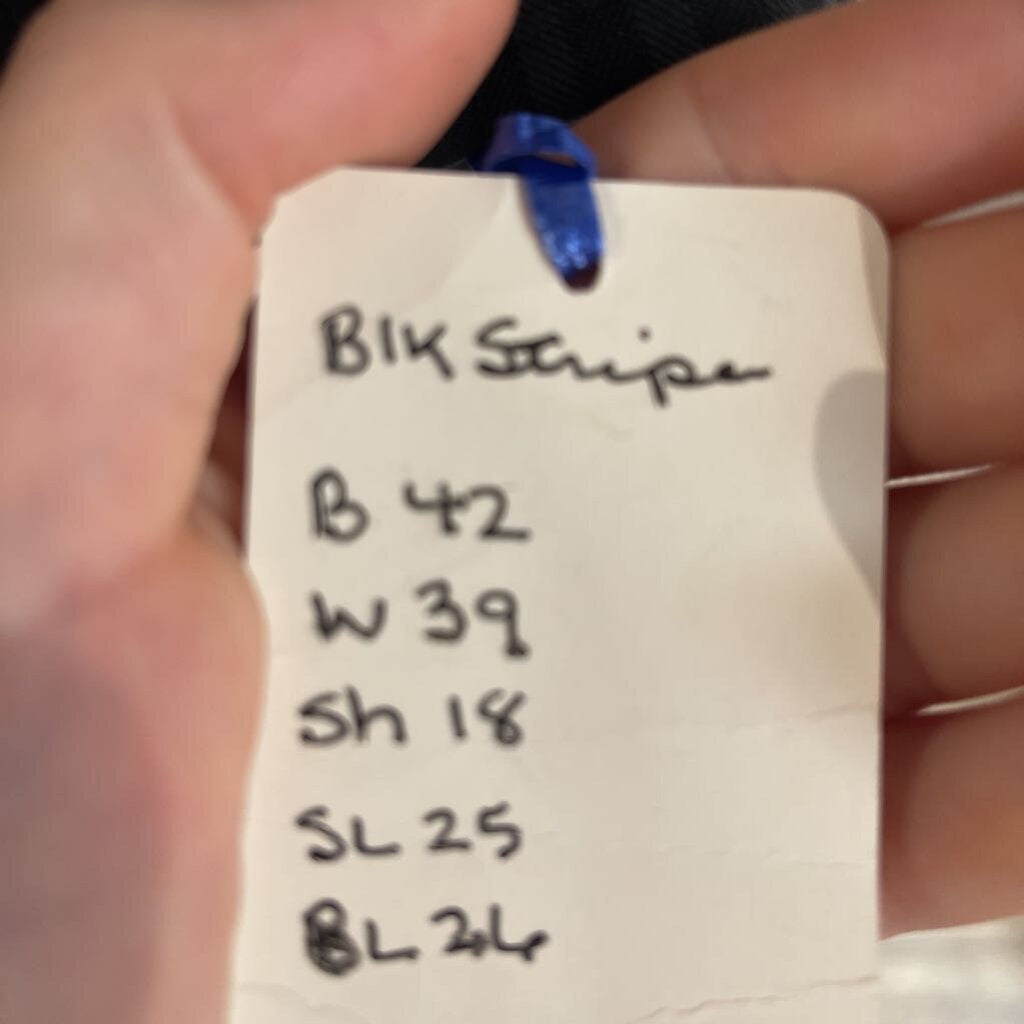 Blk Stripe
B 42
W 39
Sh 18
SL 25
BL 26